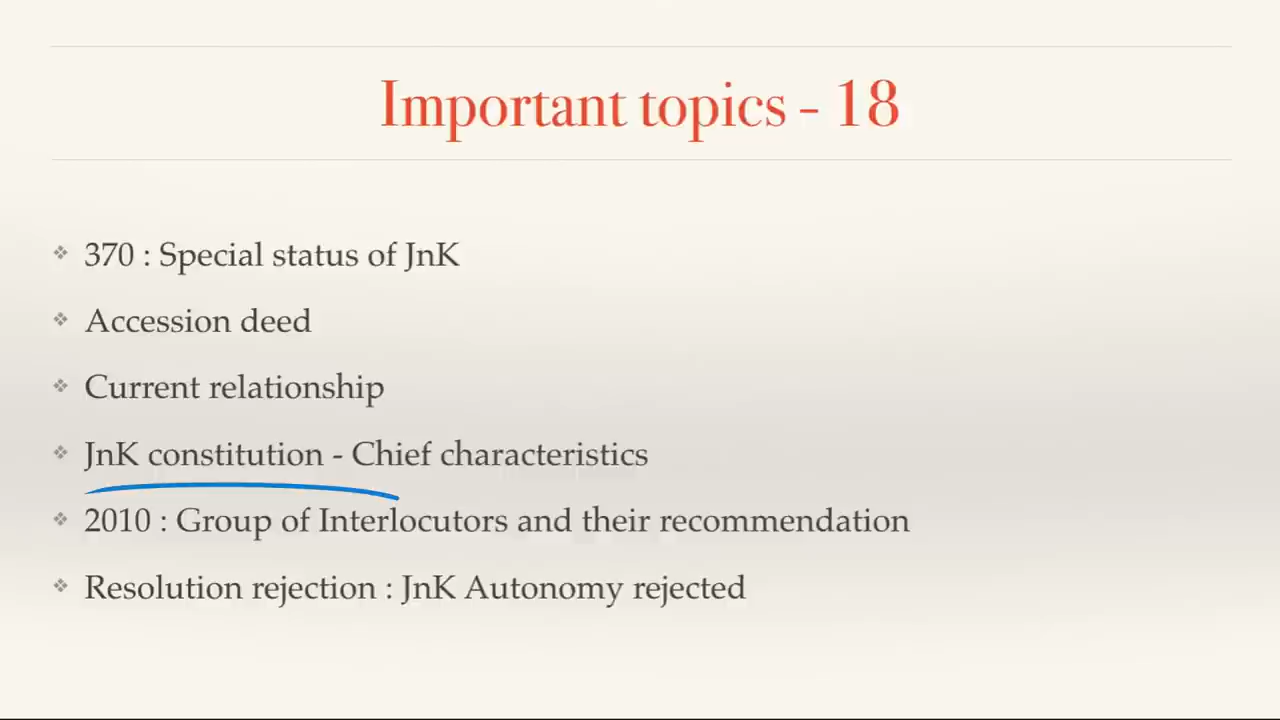 Important topics - 18
370 : Special status of JnK
Accession deed
Current relationship
JnK constitution - Chief characteristics
2010 : Group of Interlocutors and their recommendation
Resolution rejection : JnK Autonomy rejected